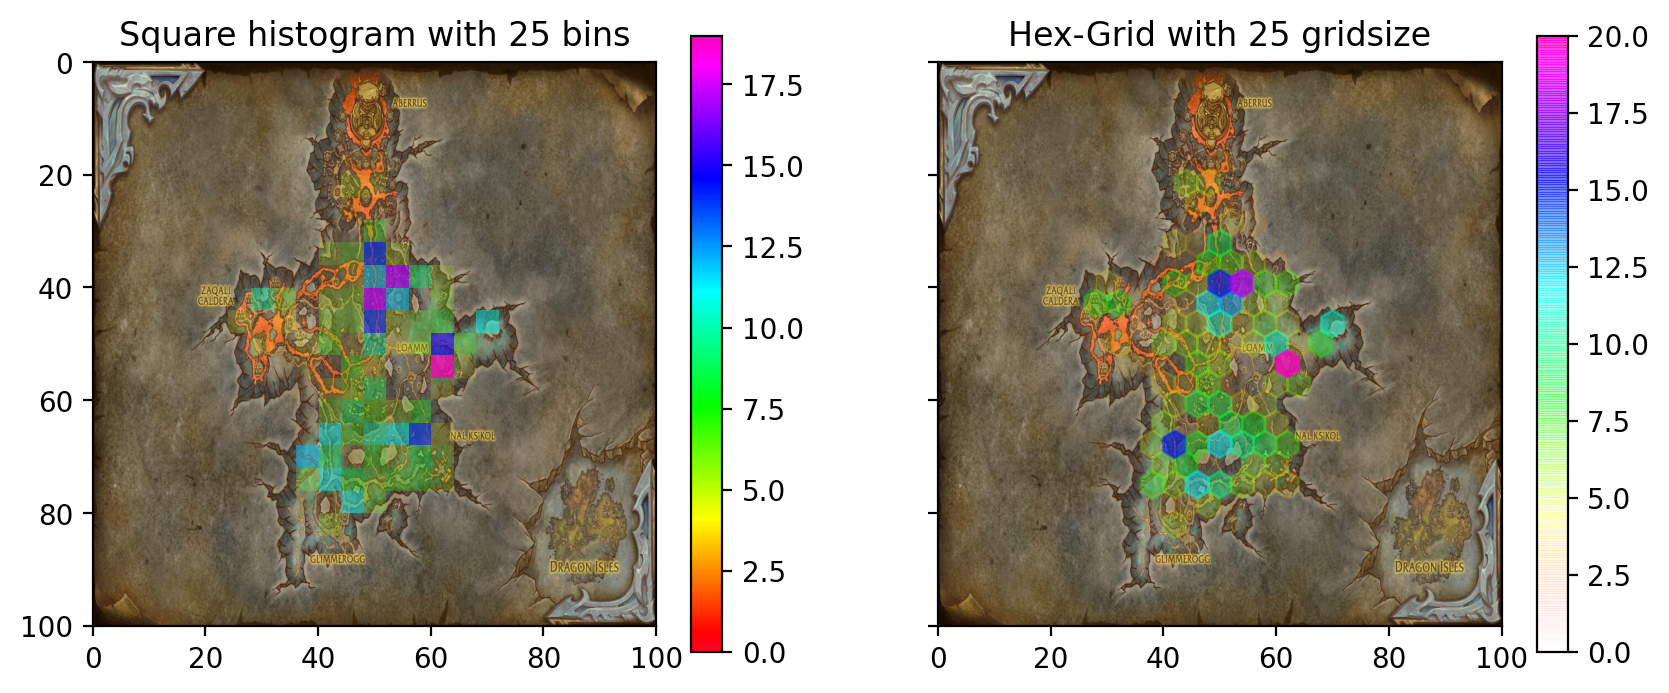 Square histogram with 25 bins
0
20
40
60
80
100
0
20
40
60
80
100
ABERRUS
ZAQALI
CALDERA
LOAMM
NAL KS'KOL
GLIMMEROGG
DRAGON ISLES
17.5
15.0
12.5
10.0
7.5
5.0
2.5
0.0
Hex-Grid with 25 gridsize
0
20
40
60
80
100
ABERRUS
ZAQALI
CALDERA
LOAMM
NAL KS'KOL
GLIMMEROGG
DRAGON ISLES
20.0
17.5
15.0
12.5
10.0
7.5
5.0
2.5
0.0